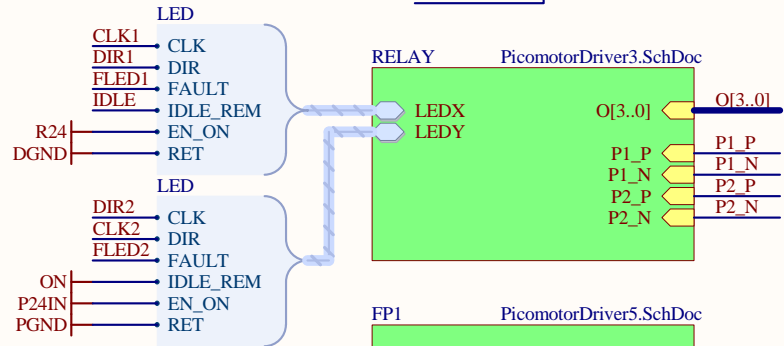 LED
CLK1 CLK
DIR1 DIR
FLED1 FAULT
IDLE IDLE_REM
R24 EN_ON
DGND RET
LED
DIR2 CLK
CLK2 DIR
FLED2 FAULT
ON IDLE_REM
P24IN EN_ON
PGND RET
RELAY PicomotorDriver3.SchDoc
LEDX O[3..0] O[3..0]
LEDY
P1_P P1_P
P1_N P1_N
P2_P P2_P
P2_N P2_N
FP1 PicomotorDriver5.SchDoc